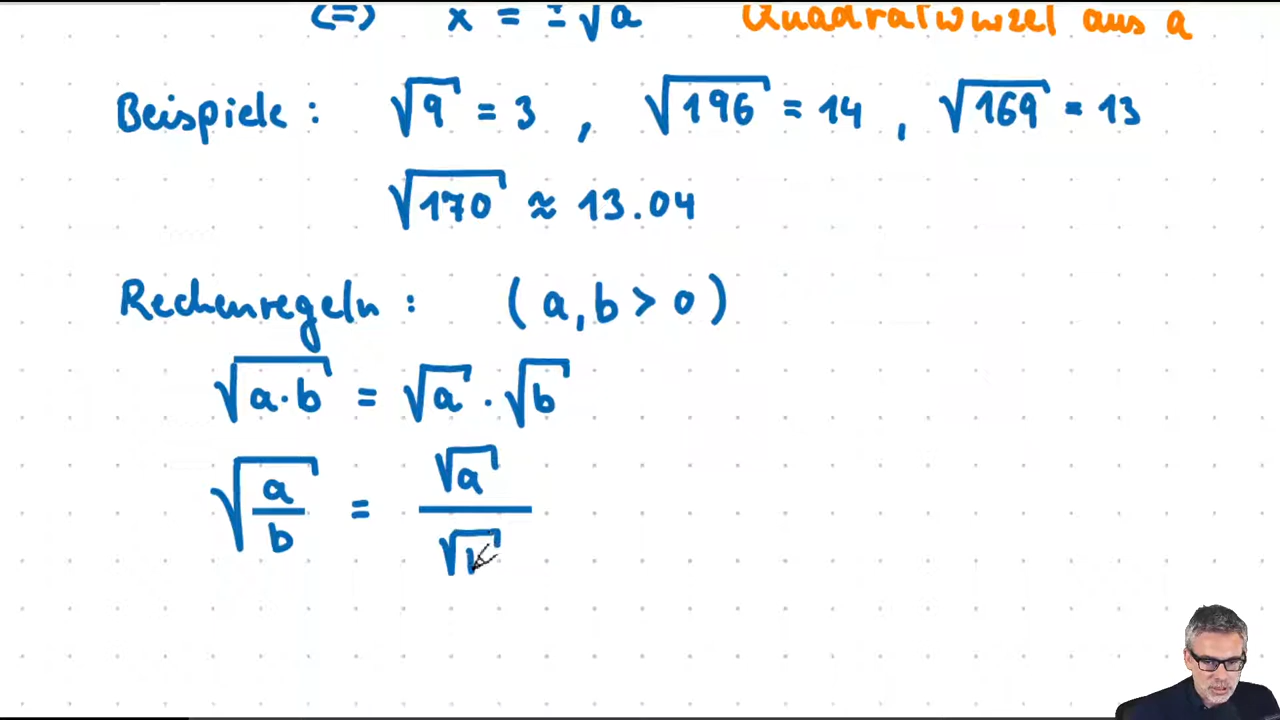 (=) x = ±√a Quadratwurzel aus a
Beispiele : √9 = 3 , √196 = 14 , √169 = 13
√170 ≈ 13.04
Rechenregeln : ( a, b > 0 )
√a·b = √a · √b
√a/b = √a/√